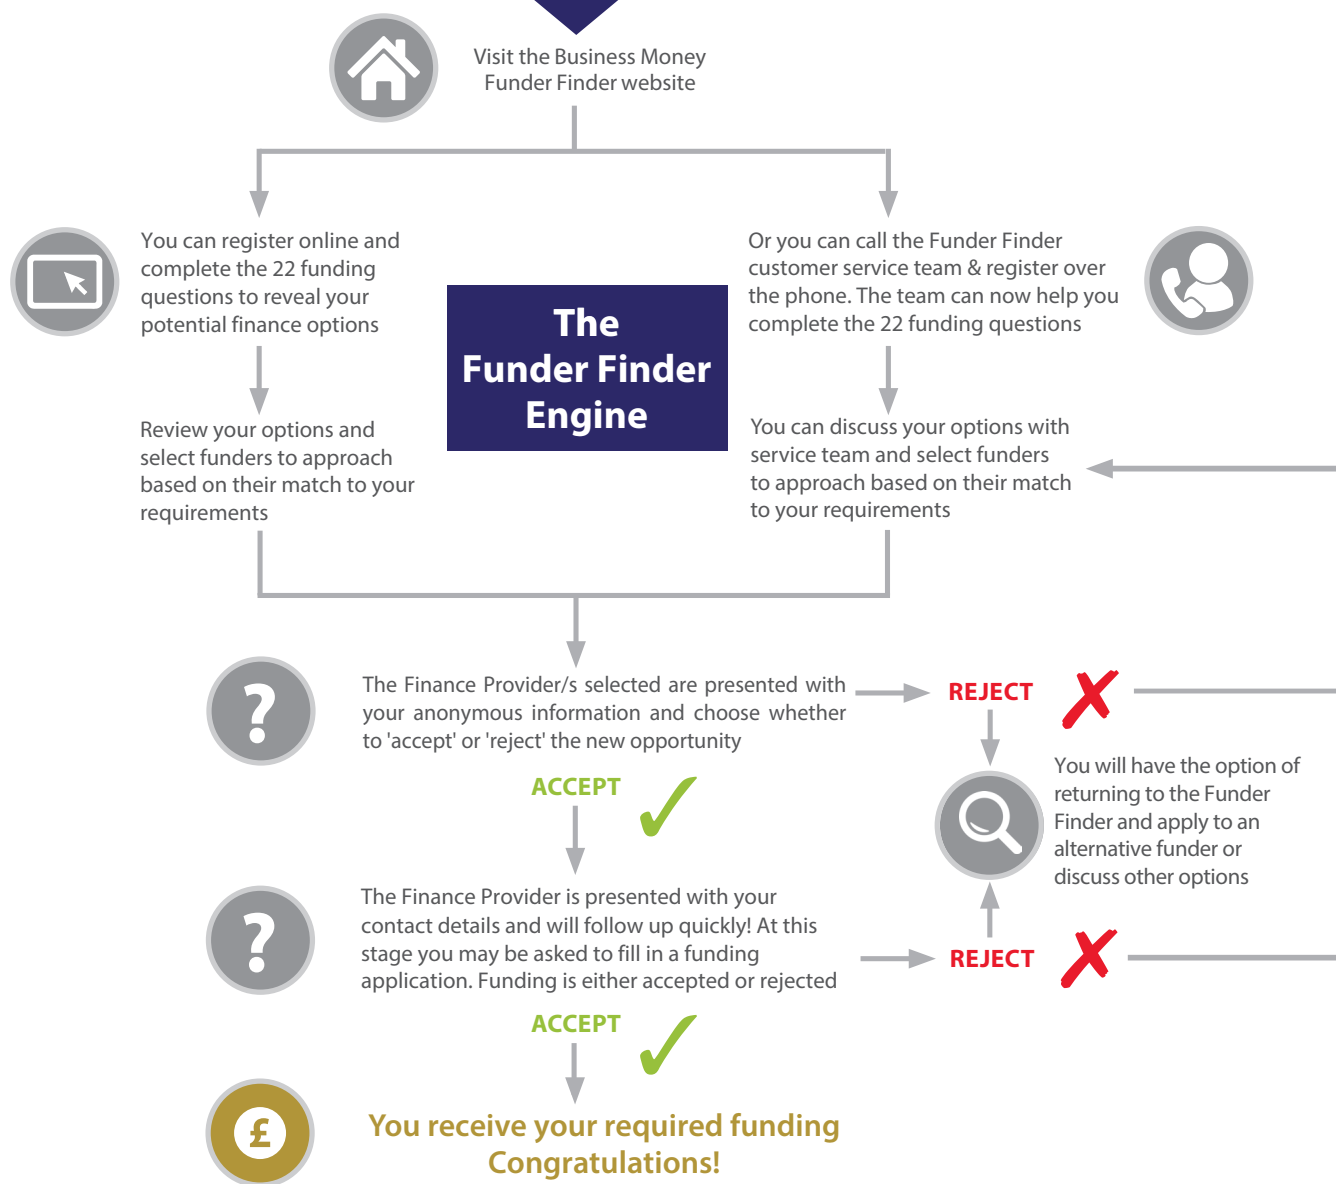 Visit the Business Money
Funder Finder website
You can register online and
complete the 22 funding
questions to reveal your
potential finance options
Or you can call the Funder Finder
customer service team & register over
the phone. The team can now help you
complete the 22 funding questions
The
Funder Finder
Engine
Review your options and
select funders to approach
based on their match to your
requirements
You can discuss your options with
service team and select funders
to approach based on their match
to your requirements
?
The Finance Provider/s selected are presented with
your anonymous information and choose whether
to 'accept' or 'reject' the new opportunity
REJECT
ACCEPT
You will have the option of
returning to the Funder
Finder and apply to an
alternative funder or
discuss other options
?
The Finance Provider is presented with your
contact details and will follow up quickly! At this
stage you may be asked to fill in a funding
application. Funding is either accepted or rejected
REJECT
ACCEPT
£
You receive your required funding
Congratulations!